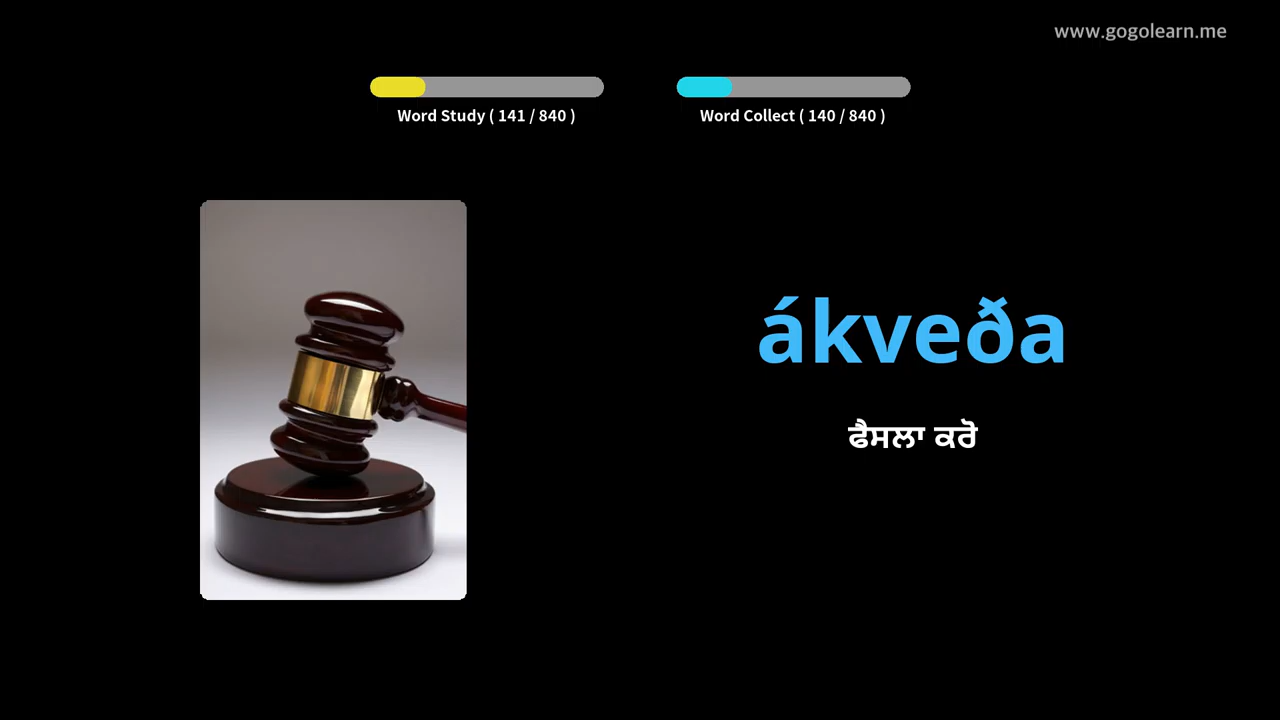 www.gogolearn.me
Word Study ( 141 / 840 )
Word Collect ( 140 / 840 )
ákveða
ਫੈਸਲਾ ਕਰੋ